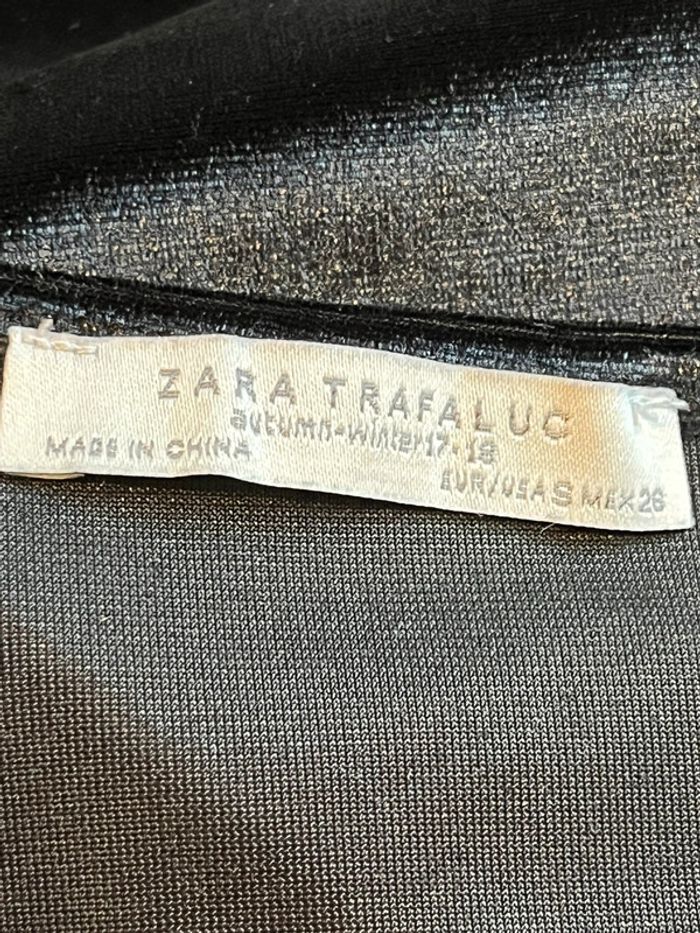 ZARA TRAFALUC
autumn-winter17-18
MADE IN CHINA
EUR/USA S MEX 26